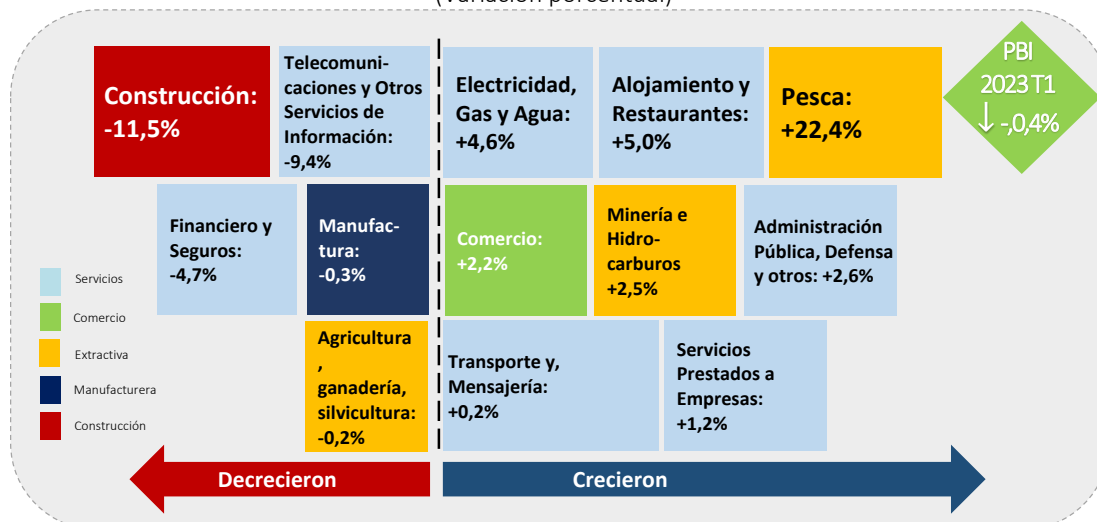 (Variación porcentual)
Construcción:
-11,5%
Telecomuni-
caciones y Otros
Servicios de
Información:
-9,4%
Electricidad,
Gas y Agua:
+4,6%
Alojamiento y
Restaurantes:
+5,0%
Pesca:
+22,4%
PBI
2023 T1
↓ -,0,4%
Financiero y
Seguros:
-4,7%
Manufac-
tura:
-0,3%
Comercio:
+2,2%
Minería e
Hidro-
carburos
+2,5%
Administración
Pública, Defensa
y otros: +2,6%
Agricultura
,
ganadería,
silvicultura:
-0,2%
Transporte y,
Mensajería:
+0,2%
Servicios
Prestados a
Empresas:
+1,2%
Servicios
Comercio
Extractiva
Manufacturera
Construcción
Decrecieron
Crecieron